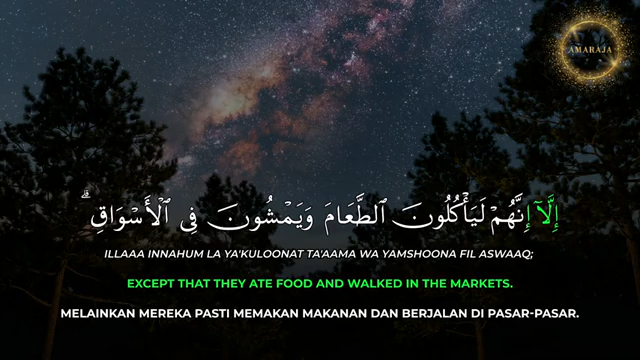 AMARAJA
إِلَّآ إِنَّهُمْ لَيَأْكُلُونَ ٱلطَّعَامَ وَيَمْشُونَ فِى ٱلْأَسْوَاقِ ۗ
ILLAAA INNAHUM LA YA'KULOONAT TA'AAMA WA YAMSHOONA FIL ASWAAQ;
EXCEPT THAT THEY ATE FOOD AND WALKED IN THE MARKETS.
MELAINKAN MEREKA PASTI MEMAKAN MAKANAN DAN BERJALAN DI PASAR-PASAR.